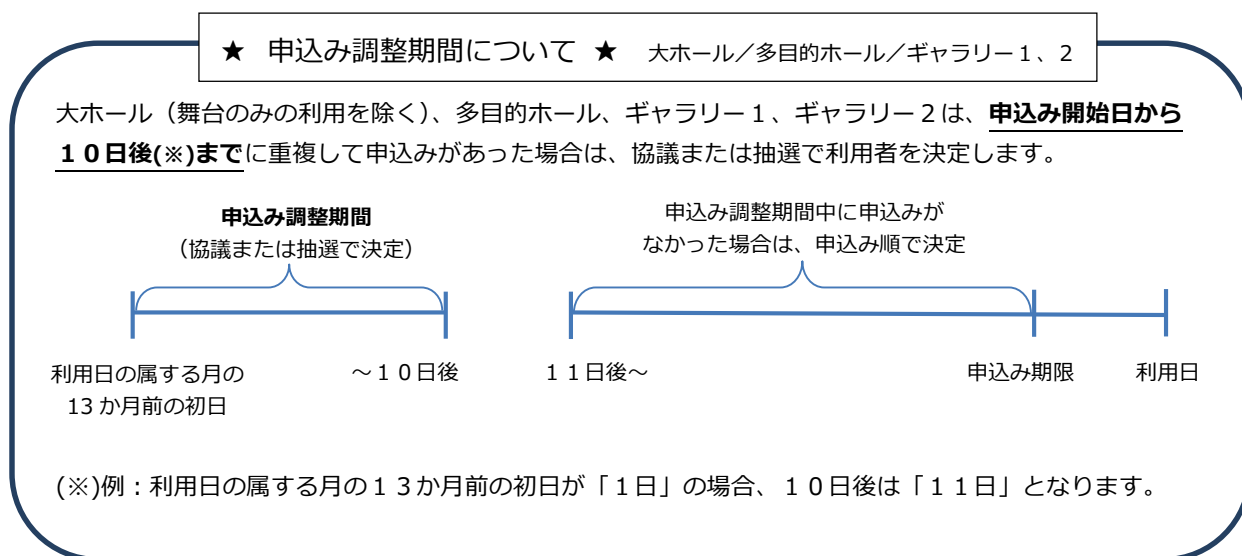 ★ 申込み調整期間について ★ 大ホール／多目的ホール／ギャラリー１、２
大ホール（舞台のみの利用を除く）、多目的ホール、ギャラリー１、ギャラリー２は、申込み開始日から
１０日後(※)までに重複して申込みがあった場合は、協議または抽選で利用者を決定します。
申込み調整期間
（協議または抽選で決定）
申込み調整期間中に申込みが
なかった場合は、申込み順で決定
利用日の属する月の
13 か月前の初日
～１０日後
１１日後～
申込み期限
利用日
(※)例：利用日の属する月の１３か月前の初日が「１日」の場合、１０日後は「１１日」となります。